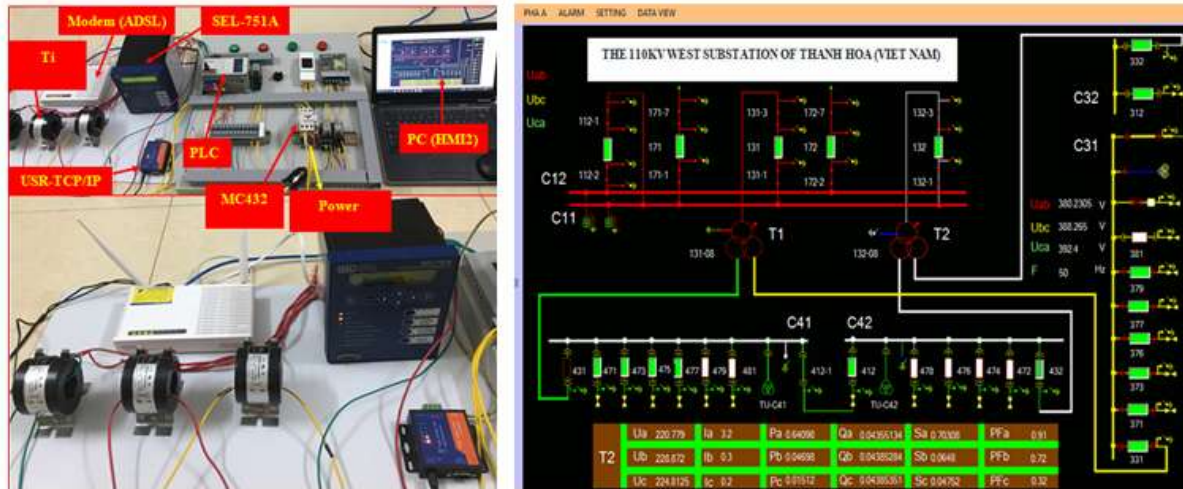 Modem (ADSL)
SEL-751A
Ti
PLC
PC (HMI2)
USR-TCP/IP
MC432
Power
PHA A ALARM SETTING DATA VIEW
THE 110KV WEST SUBSTATION OF THANH HOA (VIET NAM)
Uab
Ubc
Uca
112-1
171-7
131-3
172-7
132-3
171
131
172
132
112-2
171-1
131-1
172-2
132-1
C12
C11
T1
T2
131-08
132-08
332
C32
312
C31
Uab 380.2305 V
Ubc 388.265 V
Uca 392.4 V
F 50 Hz
381
379
377
376
373
371
331
C41
C42
431
471
473
475
477
479
481
412-1
412
478
476
474
472
432
TU-C41
TU-C42
T2
Ua 220.779 Ia 3.2 Pa 0.64098 Qa 0.04355134 Sa 0.70308 PFa 0.91
Ub 226.872 Ib 0.3 Pb 0.04698 Qb 0.04385284 Sb 0.0648 PFb 0.72
Uc 224.8125 Ic 0.2 Pc 0.01512 Qc 0.04385351 Sc 0.04752 PFc 0.32